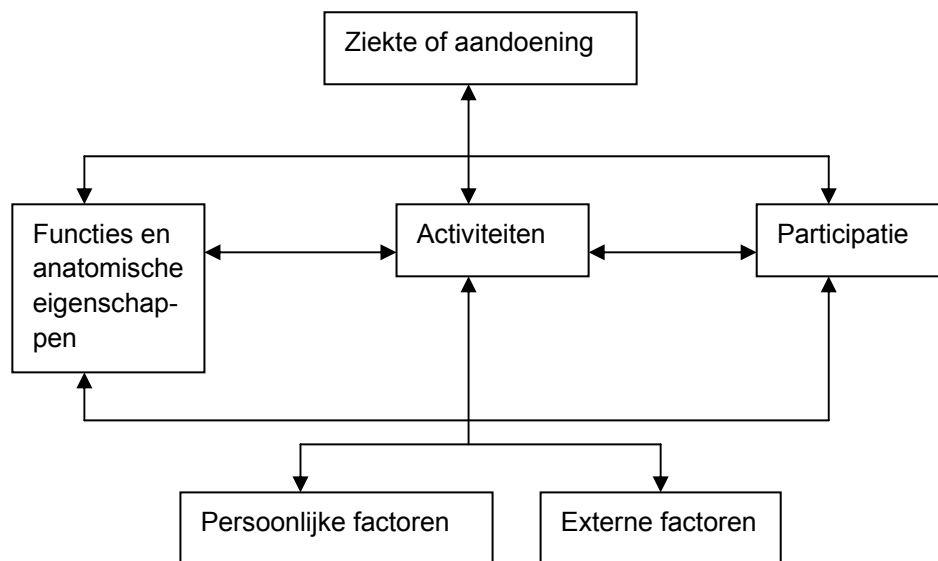 Ziekte of aandoening
Functies en
anatomische
eigenschap-
pen
Activiteiten
Participatie
Persoonlijke factoren
Externe factoren